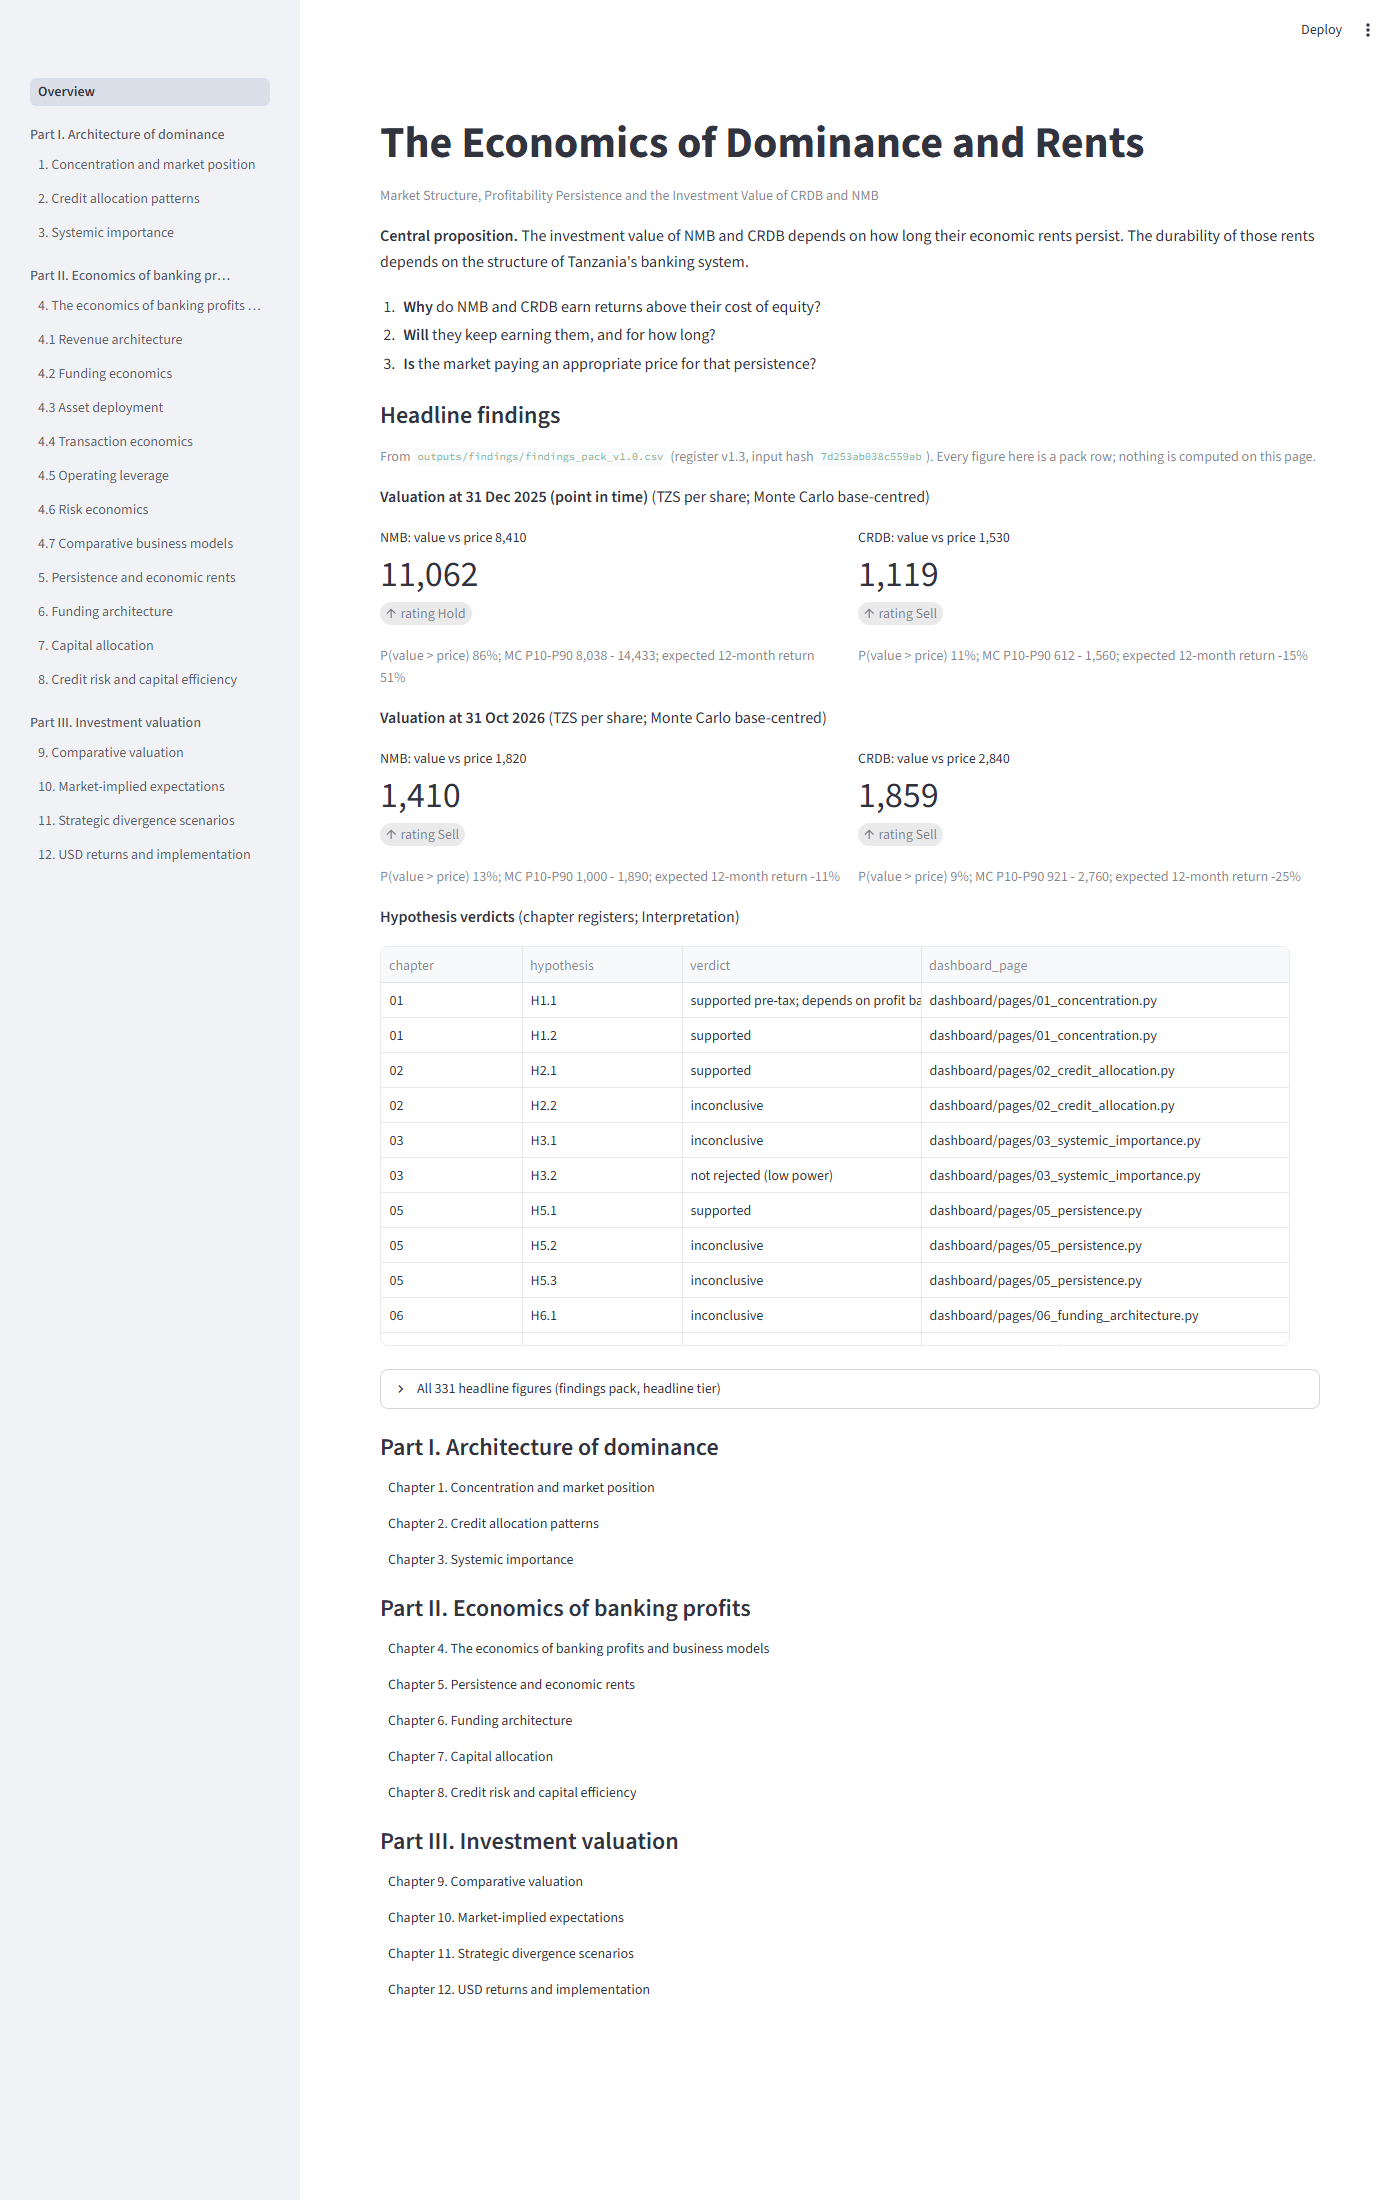 Deploy
Overview
Part I. Architecture of dominance
1. Concentration and market position
2. Credit allocation patterns
3. Systemic importance
Part II. Economics of banking pr…
4. The economics of banking profits …
4.1 Revenue architecture
4.2 Funding economics
4.3 Asset deployment
4.4 Transaction economics
4.5 Operating leverage
4.6 Risk economics
4.7 Comparative business models
5. Persistence and economic rents
6. Funding architecture
7. Capital allocation
8. Credit risk and capital efficiency
Part III. Investment valuation
9. Comparative valuation
10. Market-implied expectations
11. Strategic divergence scenarios
12. USD returns and implementation
The Economics of Dominance and Rents
Market Structure, Profitability Persistence and the Investment Value of CRDB and NMB
Central proposition. The investment value of NMB and CRDB depends on how long their economic rents persist. The durability of those rents
depends on the structure of Tanzania's banking system.
1. Why do NMB and CRDB earn returns above their cost of equity?
2. Will they keep earning them, and for how long?
3. Is the market paying an appropriate price for that persistence?
Headline findings
From outputs/findings/findings_pack_v1.0.csv (register v1.3, input hash 7d253ab038c559ab ). Every figure here is a pack row; nothing is computed on this page.
Valuation at 31 Dec 2025 (point in time) (TZS per share; Monte Carlo base-centred)
NMB: value vs price 8,410
11,062
↑ rating Hold
P(value > price) 86%; MC P10-P90 8,038 - 14,433; expected 12-month return
51%
CRDB: value vs price 1,530
1,119
↑ rating Sell
P(value > price) 11%; MC P10-P90 612 - 1,560; expected 12-month return -15%
Valuation at 31 Oct 2026 (TZS per share; Monte Carlo base-centred)
NMB: value vs price 1,820
1,410
↑ rating Sell
P(value > price) 13%; MC P10-P90 1,000 - 1,890; expected 12-month return -11%
CRDB: value vs price 2,840
1,859
↑ rating Sell
P(value > price) 9%; MC P10-P90 921 - 2,760; expected 12-month return -25%
Hypothesis verdicts (chapter registers; Interpretation)
chapter hypothesis verdict dashboard_page
01 H1.1 supported pre-tax; depends on profit ba dashboard/pages/01_concentration.py
01 H1.2 supported dashboard/pages/01_concentration.py
02 H2.1 supported dashboard/pages/02_credit_allocation.py
02 H2.2 inconclusive dashboard/pages/02_credit_allocation.py
03 H3.1 inconclusive dashboard/pages/03_systemic_importance.py
03 H3.2 not rejected (low power) dashboard/pages/03_systemic_importance.py
05 H5.1 supported dashboard/pages/05_persistence.py
05 H5.2 inconclusive dashboard/pages/05_persistence.py
05 H5.3 inconclusive dashboard/pages/05_persistence.py
06 H6.1 inconclusive dashboard/pages/06_funding_architecture.py
All 331 headline figures (findings pack, headline tier)
Part I. Architecture of dominance
Chapter 1. Concentration and market position
Chapter 2. Credit allocation patterns
Chapter 3. Systemic importance
Part II. Economics of banking profits
Chapter 4. The economics of banking profits and business models
Chapter 5. Persistence and economic rents
Chapter 6. Funding architecture
Chapter 7. Capital allocation
Chapter 8. Credit risk and capital efficiency
Part III. Investment valuation
Chapter 9. Comparative valuation
Chapter 10. Market-implied expectations
Chapter 11. Strategic divergence scenarios
Chapter 12. USD returns and implementation